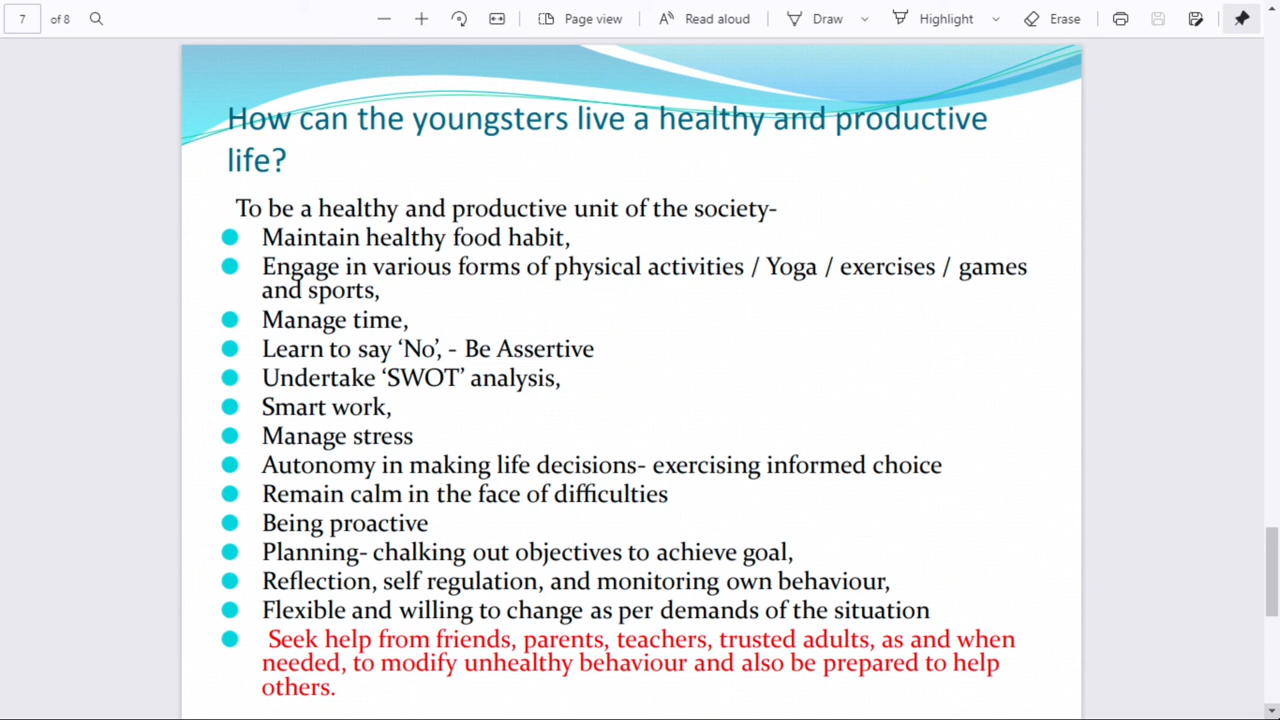 7 of 8 Page view Read aloud Draw Highlight Erase
How can the youngsters live a healthy and productive
life?
To be a healthy and productive unit of the society-
Maintain healthy food habit,
Engage in various forms of physical activities / Yoga / exercises / games
and sports,
Manage time,
Learn to say ‘No’, - Be Assertive
Undertake ‘SWOT’ analysis,
Smart work,
Manage stress
Autonomy in making life decisions- exercising informed choice
Remain calm in the face of difficulties
Being proactive
Planning- chalking out objectives to achieve goal,
Reflection, self regulation, and monitoring own behaviour,
Flexible and willing to change as per demands of the situation
Seek help from friends, parents, teachers, trusted adults, as and when
needed, to modify unhealthy behaviour and also be prepared to help
others.